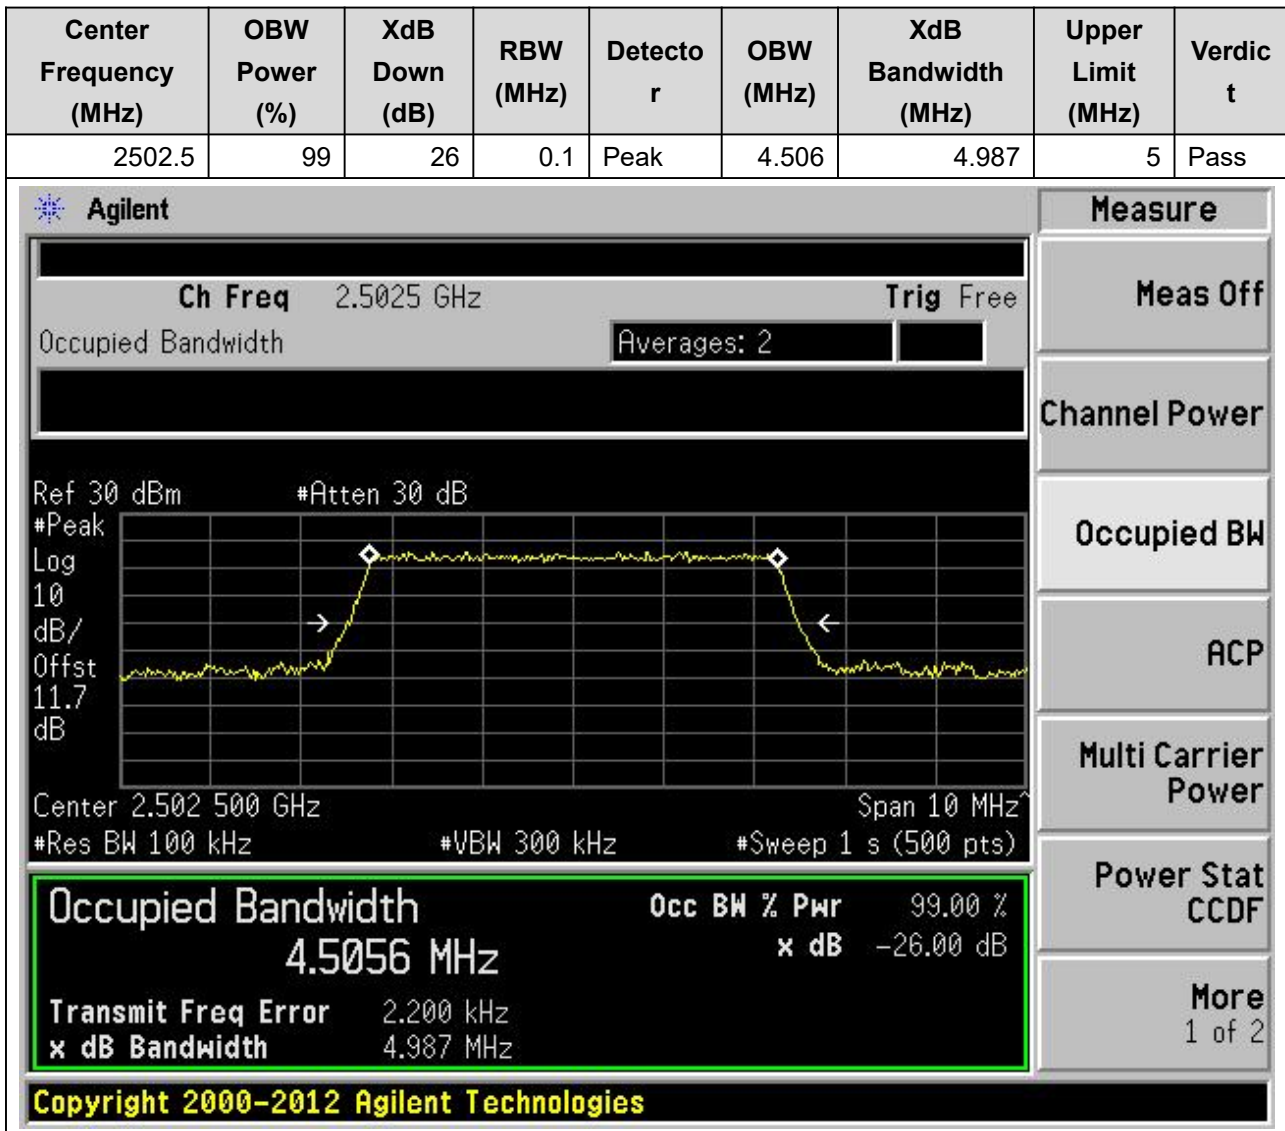 Center Frequency (MHz) OBW Power (%) XdB Down (dB) RBW (MHz) Detecto r OBW (MHz) XdB Bandwidth (MHz) Upper Limit (MHz) Verdic t
2502.5 99 26 0.1 Peak 4.506 4.987 5 Pass
Agilent
Measure
Ch Freq 2.5025 GHz Trig Free
Meas Off
Occupied Bandwidth Averages: 2
Channel Power
Ref 30 dBm #Atten 30 dB
#Peak
Log
10
dB/
Offst
11.7
dB
Occupied BW
ACP
Multi Carrier
Power
Center 2.502 500 GHz Span 10 MHz^
#Res BW 100 kHz #VBW 300 kHz #Sweep 1 s (500 pts)
Power Stat
CCDF
Occupied Bandwidth Occ BW % Pwr 99.00 %
4.5056 MHz x dB -26.00 dB
More
1 of 2
Transmit Freq Error 2.200 kHz
x dB Bandwidth 4.987 MHz
Copyright 2000-2012 Agilent Technologies